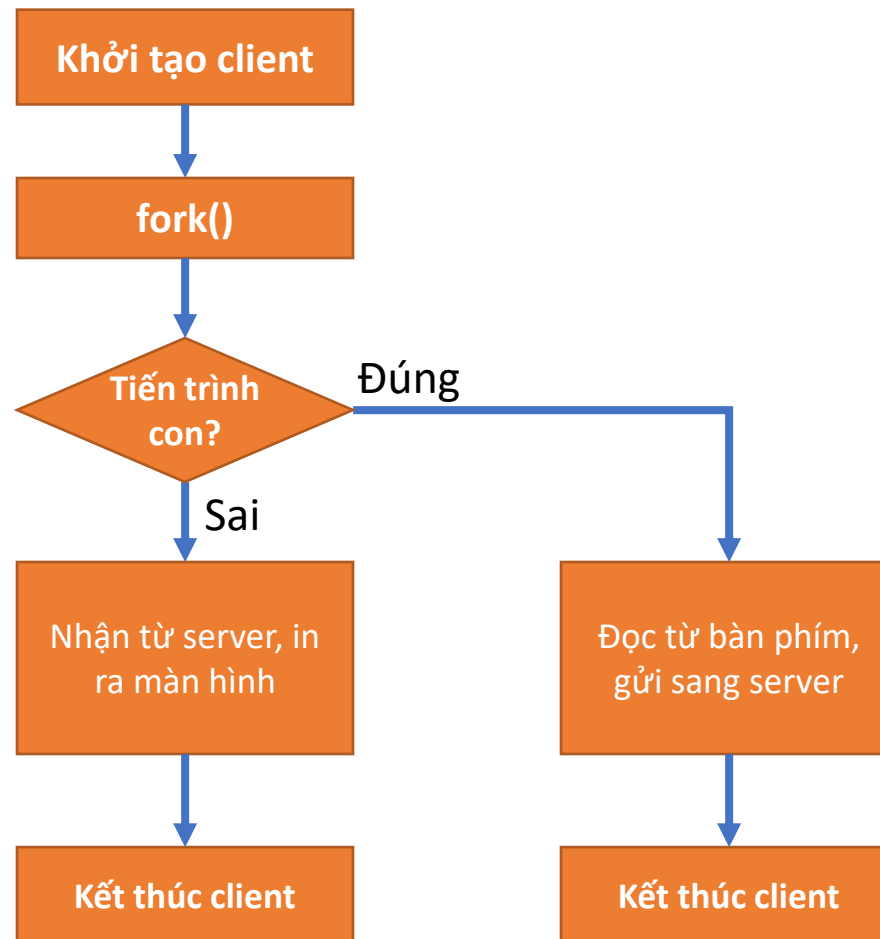 Khởi tạo client
fork()
Tiến trình
con?
Đúng
Sai
Nhận từ server, in
ra màn hình
Đọc từ bàn phím,
gửi sang server
Kết thúc client
Kết thúc client